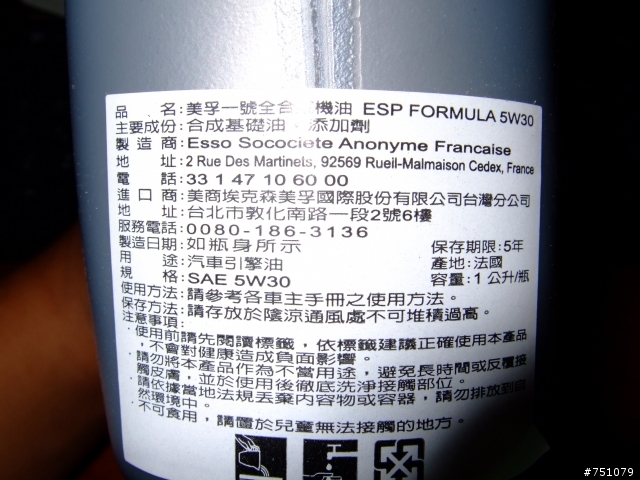 品 名:美孚一號全合 機油 ESP FORMULA 5W30
主要成份:合成基礎油、添加劑
製 造 商:Esso Socociete Anonyme Francaise
地 址:2 Rue Des Martinets, 92569 Rueil-Malmaison Cedex, France
電 話:33 1 47 10 60 00
進 口 商:美商埃克森美孚國際股份有限公司台灣分公司
地 址:台北市敦化南路一段2號6樓
服務電話:0080-186-3136
製造日期:如瓶身所示 保存期限:5年
用 途:汽車引擎油 產地:法國
規 格:SAE 5W30 容量:1公升/瓶
使用方法:請參考各車主手冊之使用方法。
保存方法:請存放於陰涼通風處不可堆積過高。
注意事項:
·使用前請先閱讀標籤,依標籤建議正確使用本產品
,不會對健康造成負面影響。
·請勿將本產品作為不當用途,避免長時間或反覆接
觸皮膚,並於使用後徹底洗淨接觸部位。
·請依據當地法規丟棄內容物或容器,請勿排放到自
然環境中。
·不可食用,請置於兒童無法接觸的地方。
#751079